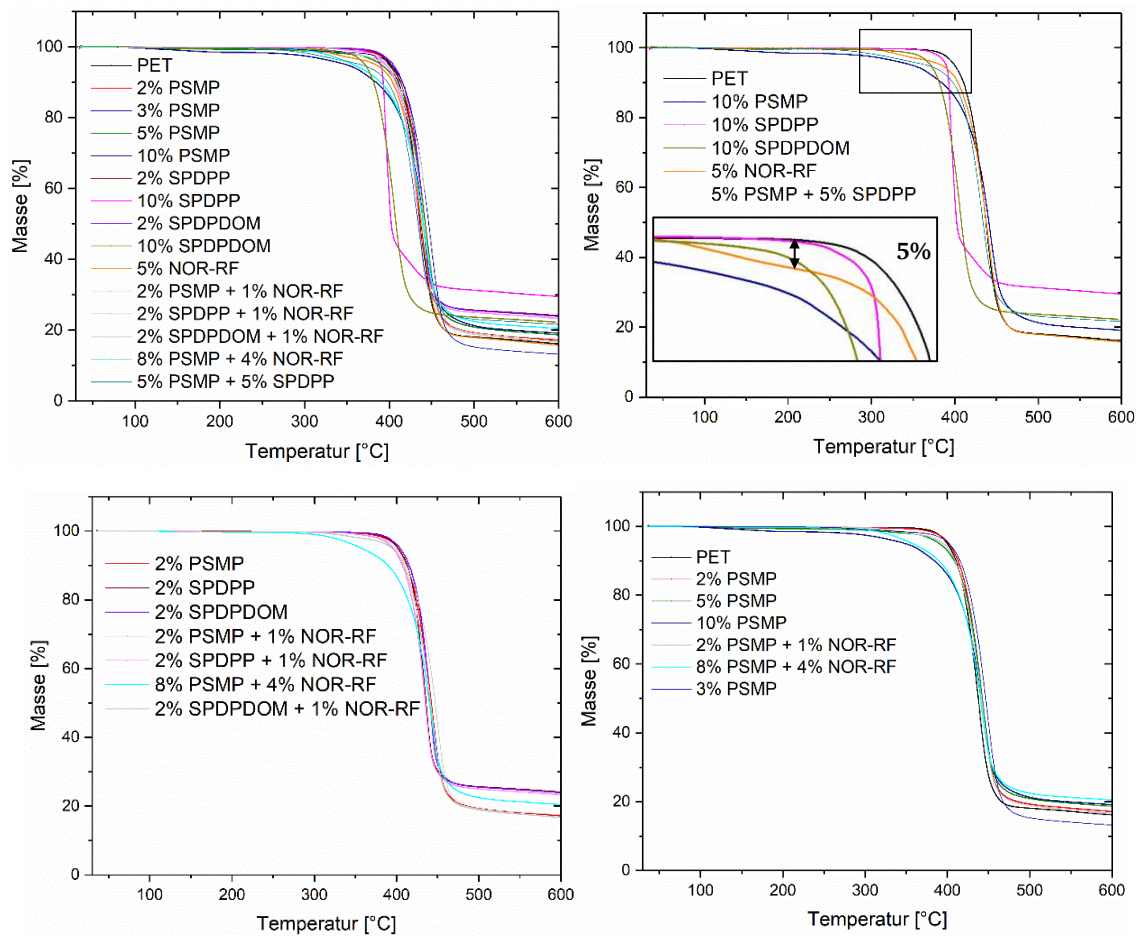 100
80
60
40
20
0
Masse [%]
PET
2% PSMP
3% PSMP
5% PSMP
10% PSMP
2% SPDPP
10% SPDPP
2% SPDPDOM
10% SPDPDOM
5% NOR-RF
2% PSMP + 1% NOR-RF
2% SPDPP + 1% NOR-RF
2% SPDPDOM + 1% NOR-RF
8% PSMP + 4% NOR-RF
5% PSMP + 5% SPDPP
100 200 300 400 500 600
Temperatur [°C]
100
80
60
40
20
0
Masse [%]
PET
10% PSMP
10% SPDPP
10% SPDPDOM
5% NOR-RF
5% PSMP + 5% SPDPP
5%
100 200 300 400 500 600
Temperatur [°C]
100
80
60
40
20
0
Masse [%]
2% PSMP
2% SPDPP
2% SPDPDOM
2% PSMP + 1% NOR-RF
2% SPDPP + 1% NOR-RF
8% PSMP + 4% NOR-RF
2% SPDPDOM + 1% NOR-RF
100 200 300 400 500 600
Temperatur [°C]
100
80
60
40
20
0
Masse [%]
PET
2% PSMP
5% PSMP
10% PSMP
2% PSMP + 1% NOR-RF
8% PSMP + 4% NOR-RF
3% PSMP
100 200 300 400 500 600
Temperatur [°C]